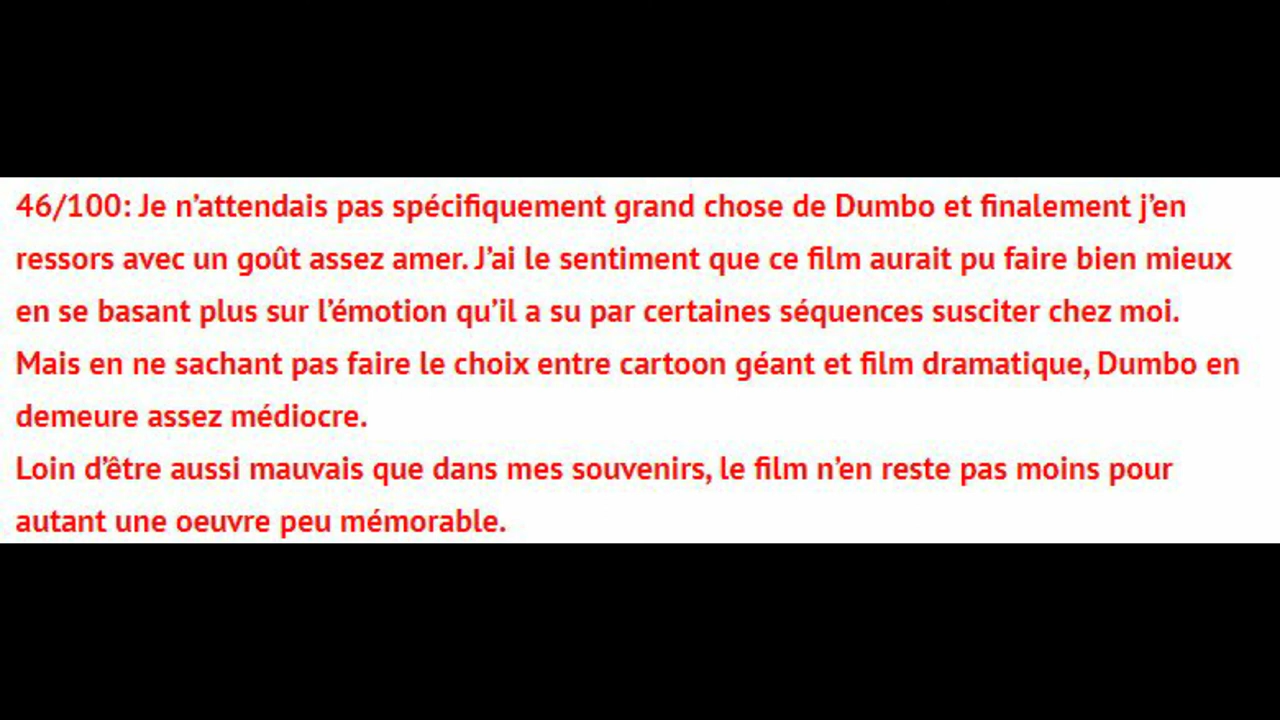 46/100: Je n’attendais pas spécifiquement grand chose de Dumbo et finalement j’en
ressors avec un goût assez amer. J’ai le sentiment que ce film aurait pu faire bien mieux
en se basant plus sur l’émotion qu’il a su par certaines séquences susciter chez moi.
Mais en ne sachant pas faire le choix entre cartoon géant et film dramatique, Dumbo en
demeure assez médiocre.
Loin d’être aussi mauvais que dans mes souvenirs, le film n’en reste pas moins pour
autant une oeuvre peu mémorable.